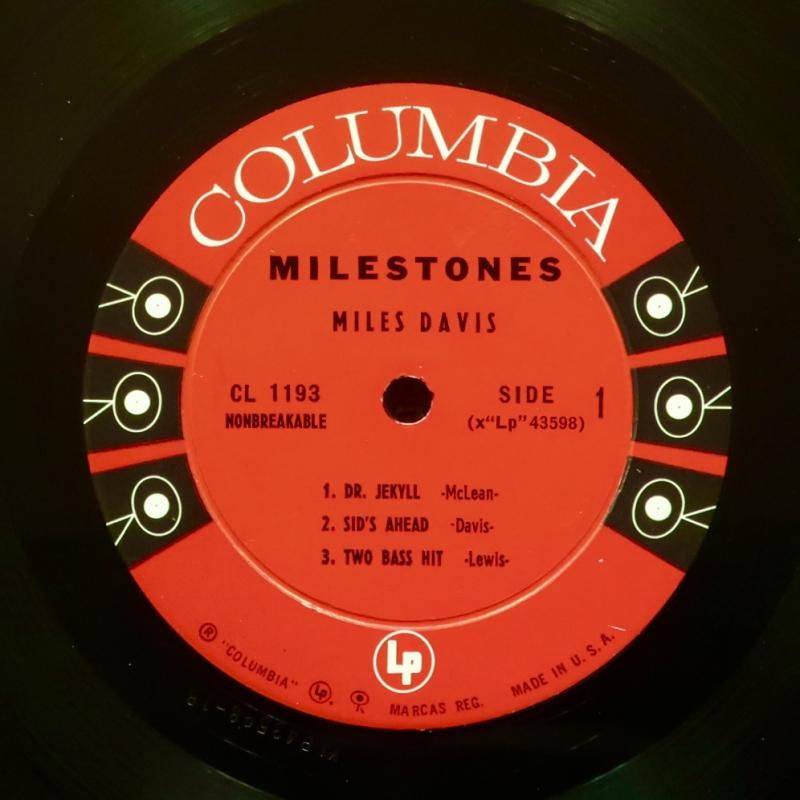 COLUMBIA
MILESTONES
MILES DAVIS
CL 1193
NONBREAKABLE
SIDE 1
(x“Lp” 43598)
1. DR. JEKYLL -McLean-
2. SID'S AHEAD -Davis-
3. TWO BASS HIT -Lewis-
Lp
® "COLUMBIA" Lp. MARCAS REG. MADE IN U.S.A.